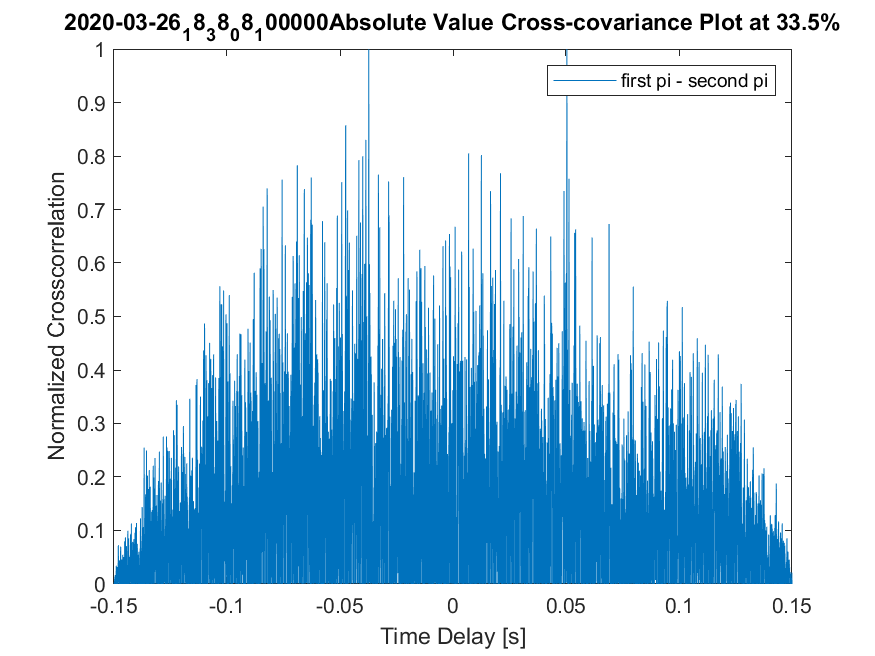 2020-03-26₁8₃8₀8₁00000Absolute Value Cross-covariance Plot at 33.5%
first pi - second pi
Normalized Crosscorrelation
1
0.9
0.8
0.7
0.6
0.5
0.4
0.3
0.2
0.1
0
-0.15 -0.1 -0.05 0 0.05 0.1 0.15
Time Delay [s]